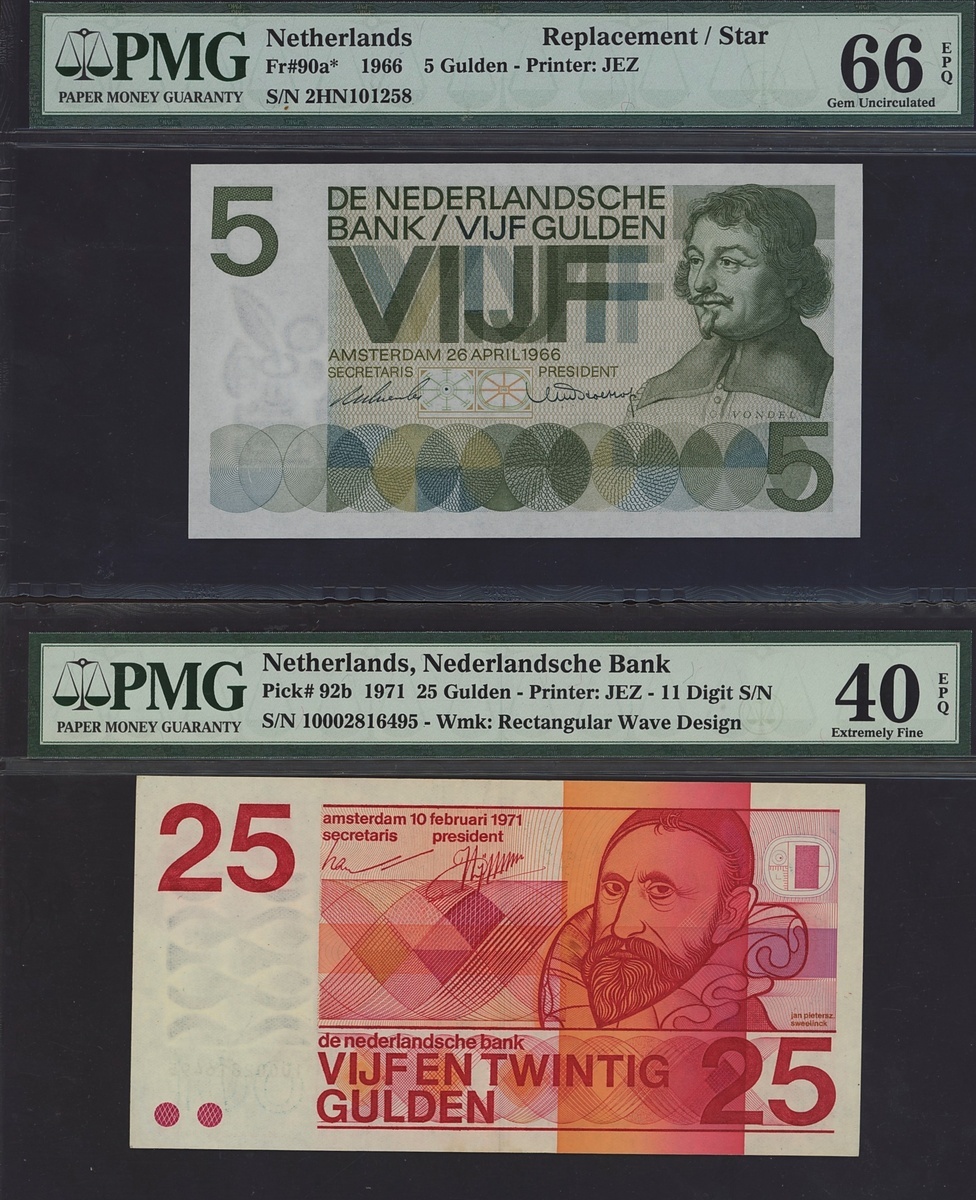 PMG
PAPER MONEY GUARANTY
Netherlands Replacement / Star
Fr#90a* 1966 5 Gulden - Printer: JEZ
S/N 2HN101258
66
EPQ
Gem Uncirculated
5
DE NEDERLANDSCHE
BANK / VIJF GULDEN
VIJF
AMSTERDAM 26 APRIL 1966
SECRETARIS PRESIDENT
VONDEL
5
PMG
PAPER MONEY GUARANTY
Netherlands, Nederlandsche Bank
Pick# 92b 1971 25 Gulden - Printer: JEZ - 11 Digit S/N
S/N 10002816495 - Wmk: Rectangular Wave Design
40
EPQ
Extremely Fine
25
amsterdam 10 februari 1971
secretaris president
jan pietersz.
sweelinck
de nederlandsche bank
VIJF EN TWINTIG
GULDEN
25